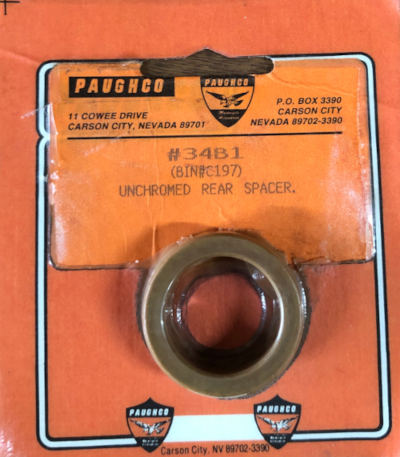 PAUGHCO
PAUGHCO
11 COWEE DRIVE
CARSON CITY, NEVADA 89701
P.O. BOX 3390
CARSON CITY
NEVADA 89702-3390
#34B1
(BIN#C197)
UNCHROMED REAR SPACER.
PAUGHCO
PAUGHCO
Carson City, NV 89702-3390